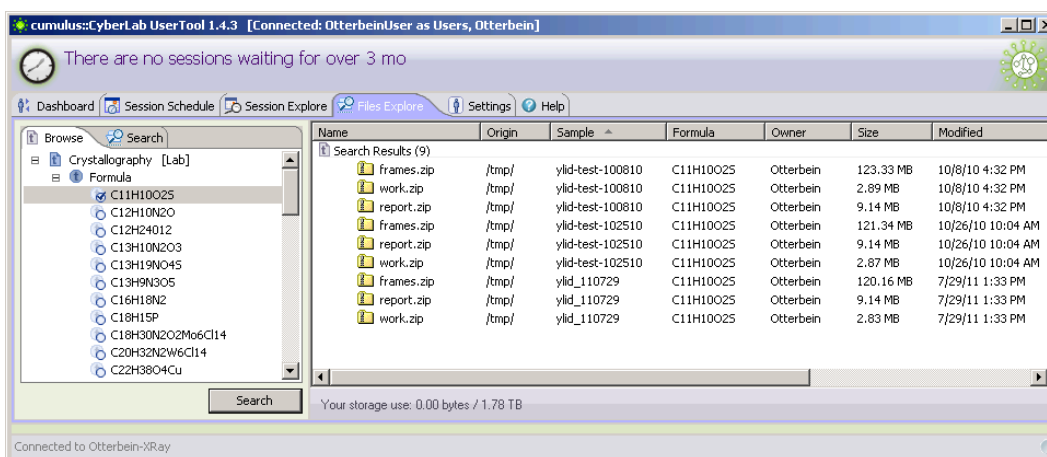 cumulus::CyberLab UserTool 1.4.3 [Connected: OtterbeinUser as Users, Otterbein]
There are no sessions waiting for over 3 mo
Dashboard Session Schedule Session Explore Files Explore Settings Help
Browse Search
Crystallography [Lab]
Formula
C11H10O2S
C12H10N2O
C12H24O12
C13H10N2O3
C13H19NO4S
C13H9N3O5
C16H18N2
C18H15P
C18H30N2O2Mo6Cl14
C20H32N2W6Cl14
C22H38O4Cu
Search
Name Origin Sample Formula Owner Size Modified
Search Results (9)
frames.zip /tmp/ ylid-test-100810 C11H10O2S Otterbein 123.33 MB 10/8/10 4:32 PM
work.zip /tmp/ ylid-test-100810 C11H10O2S Otterbein 2.89 MB 10/8/10 4:32 PM
report.zip /tmp/ ylid-test-100810 C11H10O2S Otterbein 9.14 MB 10/8/10 4:32 PM
frames.zip /tmp/ ylid-test-102510 C11H10O2S Otterbein 121.34 MB 10/26/10 10:04 AM
report.zip /tmp/ ylid-test-102510 C11H10O2S Otterbein 9.14 MB 10/26/10 10:04 AM
work.zip /tmp/ ylid-test-102510 C11H10O2S Otterbein 2.87 MB 10/26/10 10:04 AM
frames.zip /tmp/ ylid_110729 C11H10O2S Otterbein 120.16 MB 7/29/11 1:33 PM
report.zip /tmp/ ylid_110729 C11H10O2S Otterbein 9.14 MB 7/29/11 1:33 PM
work.zip /tmp/ ylid_110729 C11H10O2S Otterbein 2.83 MB 7/29/11 1:33 PM
Your storage use: 0.00 bytes / 1.78 TB
Connected to Otterbein-XRay